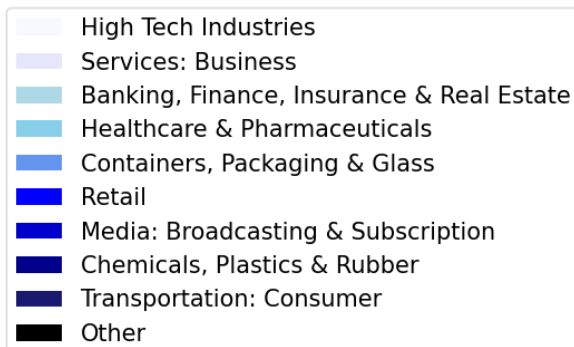 High Tech Industries
Services: Business
Banking, Finance, Insurance & Real Estate
Healthcare & Pharmaceuticals
Containers, Packaging & Glass
Retail
Media: Broadcasting & Subscription
Chemicals, Plastics & Rubber
Transportation: Consumer
Other